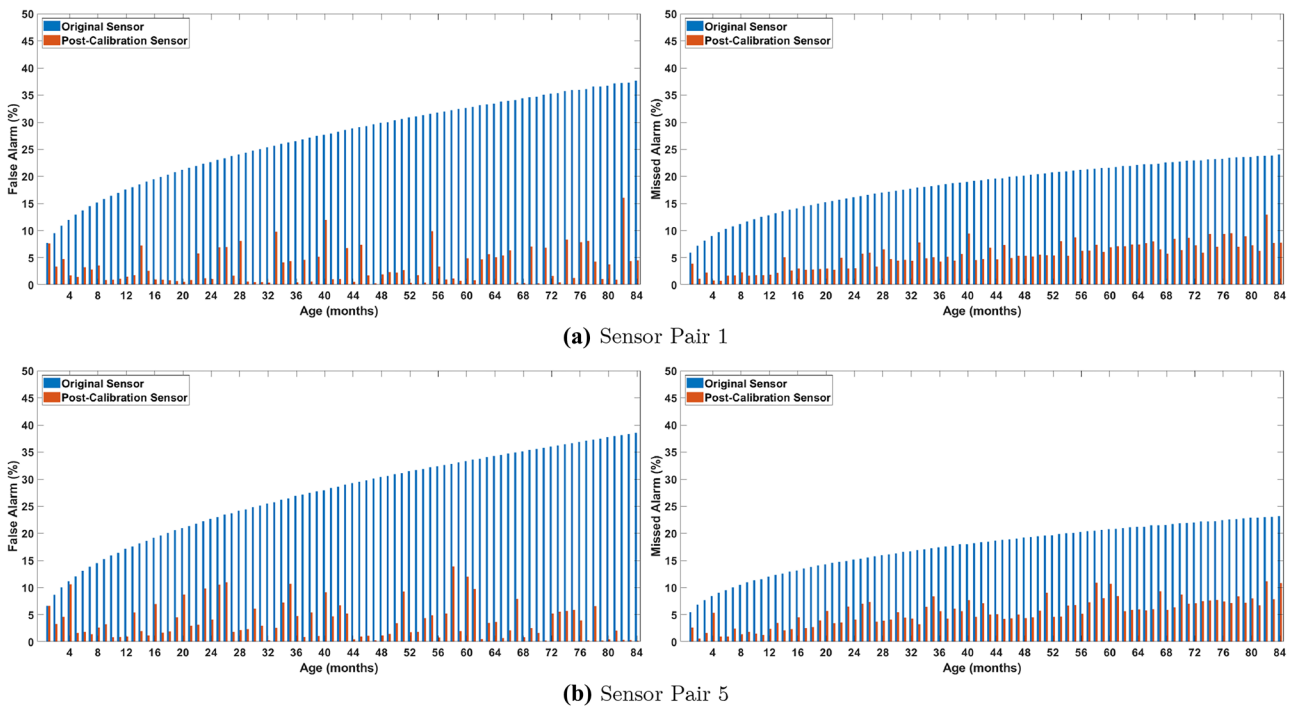 50
45
40
35
30
25
20
15
10
5
0
False Alarm (%)
Original Sensor
Post-Calibration Sensor
4 8 12 16 20 24 28 32 36 40 44 48 52 56 60 64 68 72 76 80 84
Age (months)
50
45
40
35
30
25
20
15
10
5
0
Missed Alarm (%)
Original Sensor
Post-Calibration Sensor
4 8 12 16 20 24 28 32 36 40 44 48 52 56 60 64 68 72 76 80 84
Age (months)
(a) Sensor Pair 1
50
45
40
35
30
25
20
15
10
5
0
False Alarm (%)
Original Sensor
Post-Calibration Sensor
4 8 12 16 20 24 28 32 36 40 44 48 52 56 60 64 68 72 76 80 84
Age (months)
50
45
40
35
30
25
20
15
10
5
0
Missed Alarm (%)
Original Sensor
Post-Calibration Sensor
4 8 12 16 20 24 28 32 36 40 44 48 52 56 60 64 68 72 76 80 84
Age (months)
(b) Sensor Pair 5